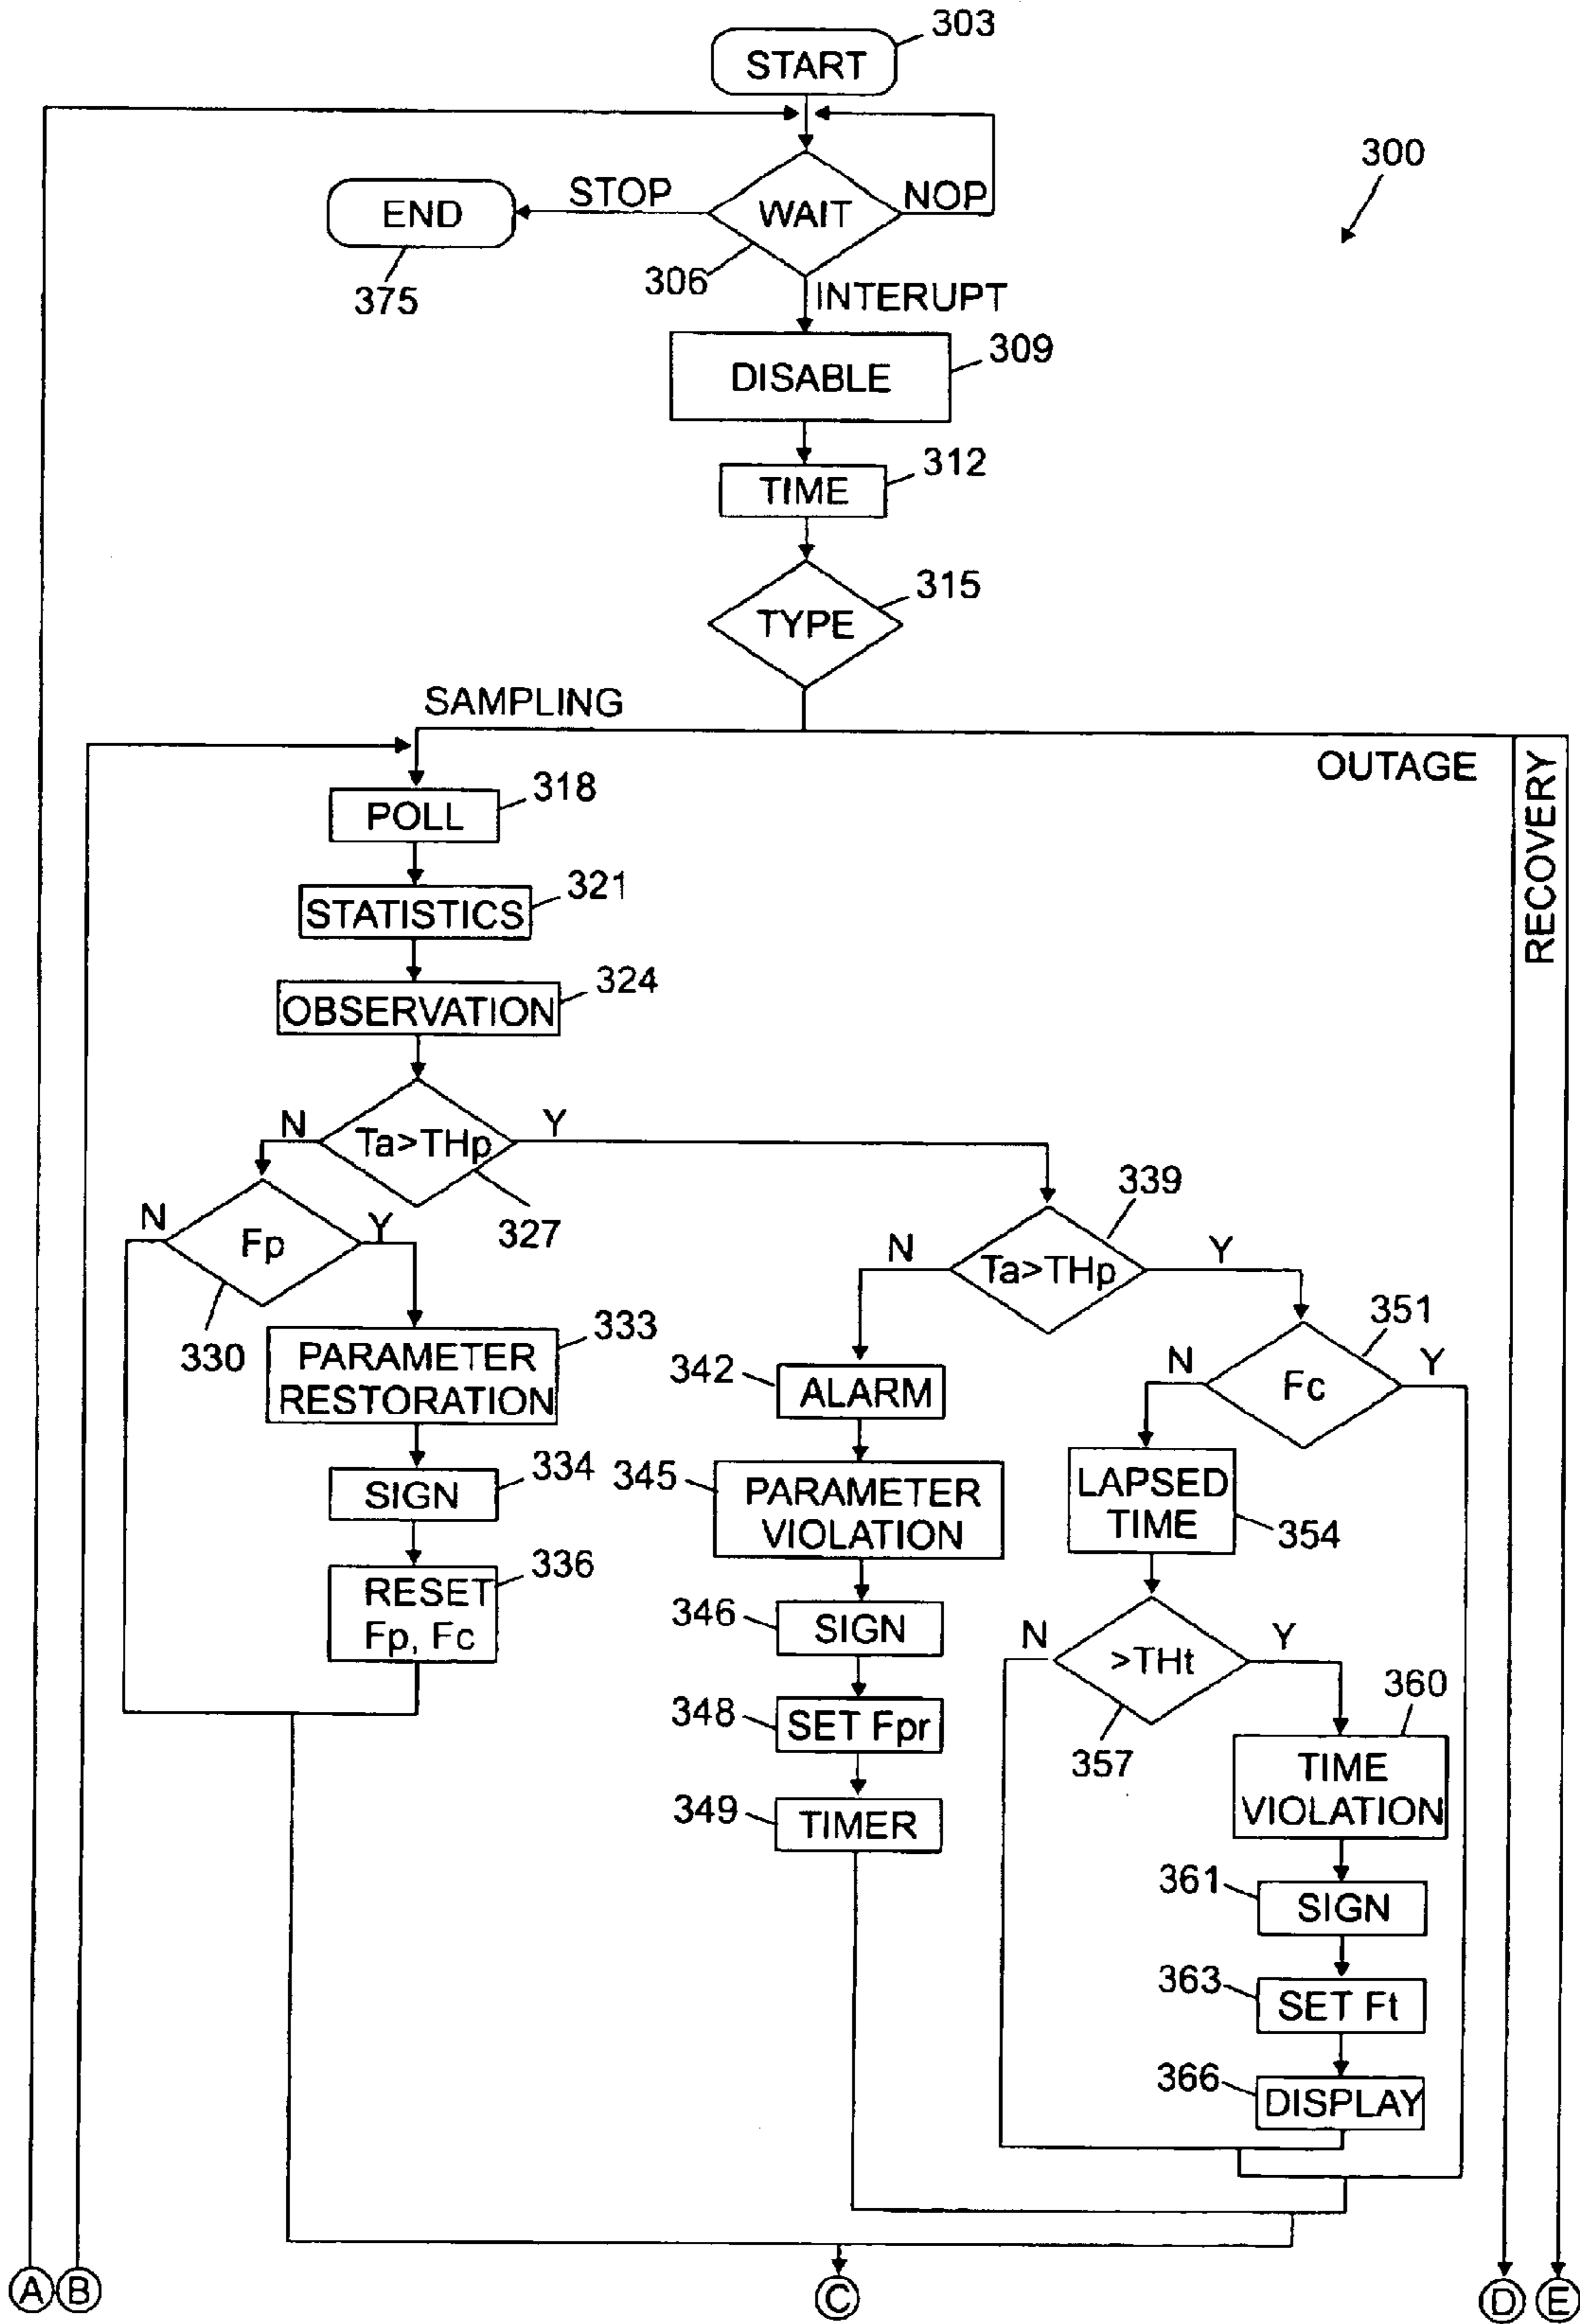 303
START
300
STOP
NOP
END
WAIT
306
375
INTERUPT
309
DISABLE
312
TIME
315
TYPE
SAMPLING
OUTAGE
RECOVERY
318
POLL
321
STATISTICS
324
OBSERVATION
N
Ta>THp
Y
327
339
N
Fp
Y
330
N
Ta>THp
Y
333
PARAMETER
RESTORATION
351
342
ALARM
N
Fc
Y
334
SIGN
345
PARAMETER
VIOLATION
LAPSED
TIME
354
336
RESET
Fp, Fc
346
SIGN
N
>THt
Y
357
360
348
SET Fpr
TIME
VIOLATION
349
TIMER
361
SIGN
363
SET Ft
366
DISPLAY
A
B
C
D
E